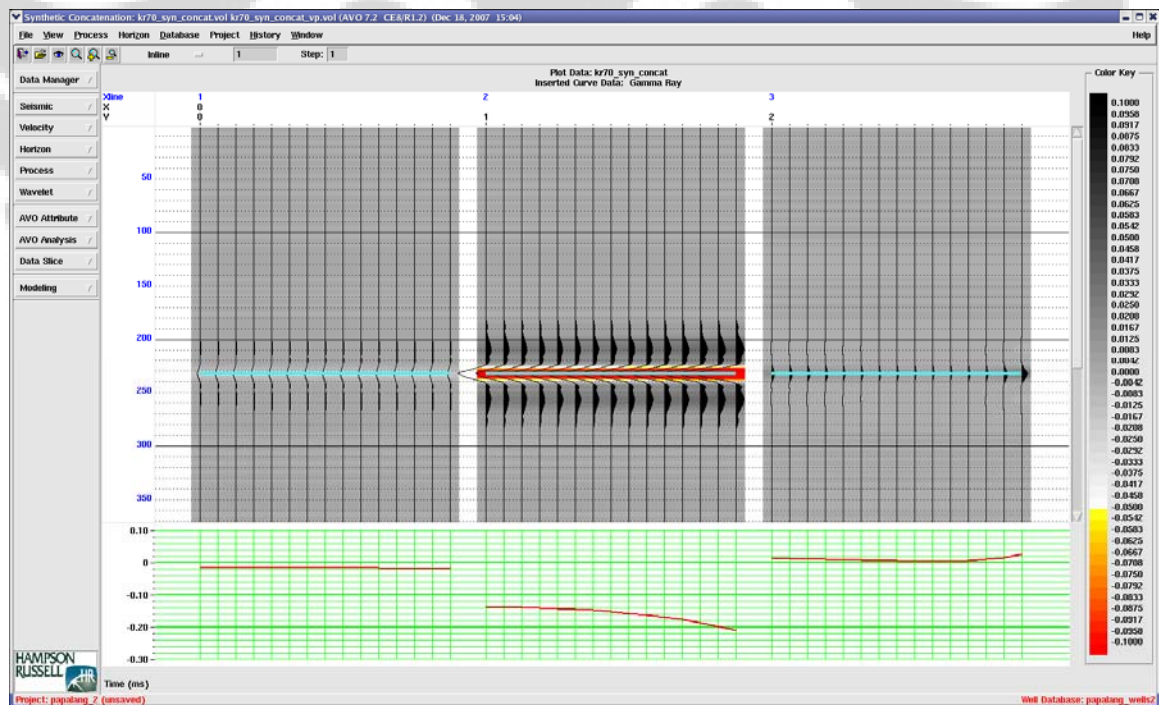 Synthetic Concatenation: kr70_syn_concat.vol kr70_syn_concat_vp.vol (AVO 7.2 CE8/R1.2) (Dec 18, 2007 15:04)
File View Process Horizon Database Project History Window Help
Inline 1 Step: 1
Plot Data: kr70_syn_concat
Inserted Curve Data: Gamma Ray
Color Key
Data Manager
Seismic
Velocity
Horizon
Process
Wavelet
AVO Attribute
AVO Analysis
Data Slice
Modeling
Xline 1 2 3
X 0
Y 0 1 2
50
100
150
200
250
300
350
0.10
0
-0.10
-0.20
-0.30
Time (ms)
0.1000
0.0958
0.0917
0.0875
0.0833
0.0792
0.0750
0.0708
0.0667
0.0625
0.0583
0.0542
0.0500
0.0458
0.0417
0.0375
0.0333
0.0292
0.0250
0.0208
0.0167
0.0125
0.0083
0.0042
0.0000
-0.0042
-0.0083
-0.0125
-0.0167
-0.0208
-0.0250
-0.0292
-0.0333
-0.0375
-0.0417
-0.0458
-0.0500
-0.0542
-0.0583
-0.0625
-0.0667
-0.0708
-0.0750
-0.0792
-0.0833
-0.0875
-0.0917
-0.0958
-0.1000
HAMPSON
RUSSELL HR
Project: papalang_2 (unsaved)
Well Database: papalang_wells2